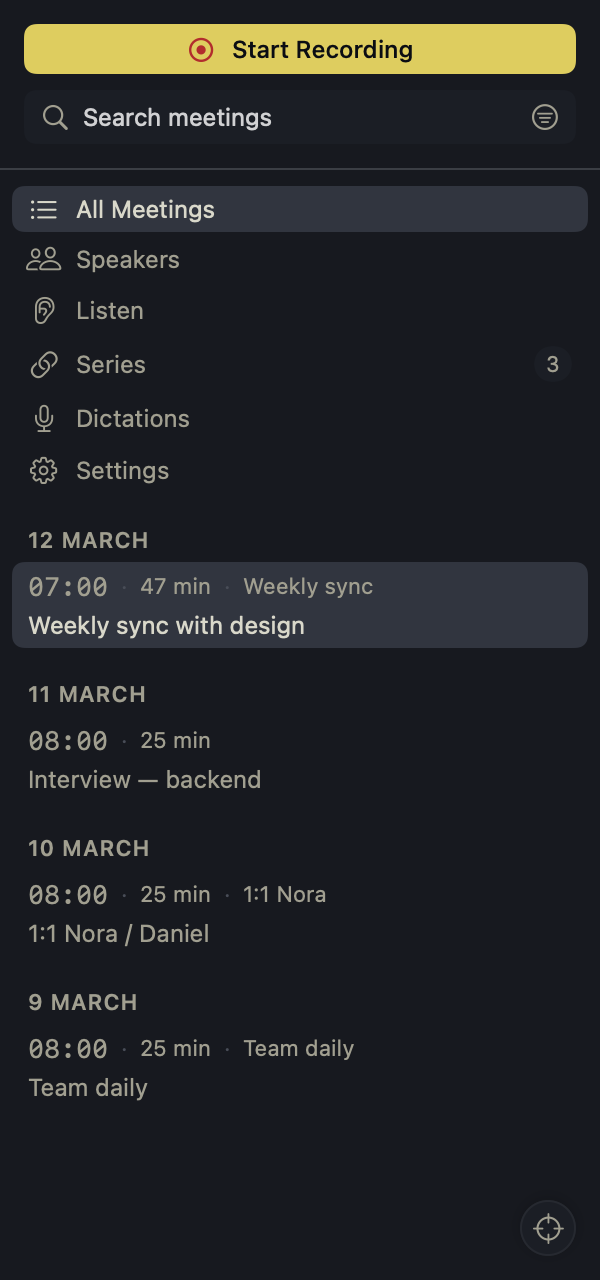 Start Recording
Search meetings
All Meetings
Speakers
Listen
Series 3
Dictations
Settings
12 MARCH
07:00 · 47 min · Weekly sync
Weekly sync with design
11 MARCH
08:00 · 25 min
Interview — backend
10 MARCH
08:00 · 25 min · 1:1 Nora
1:1 Nora / Daniel
9 MARCH
08:00 · 25 min · Team daily
Team daily